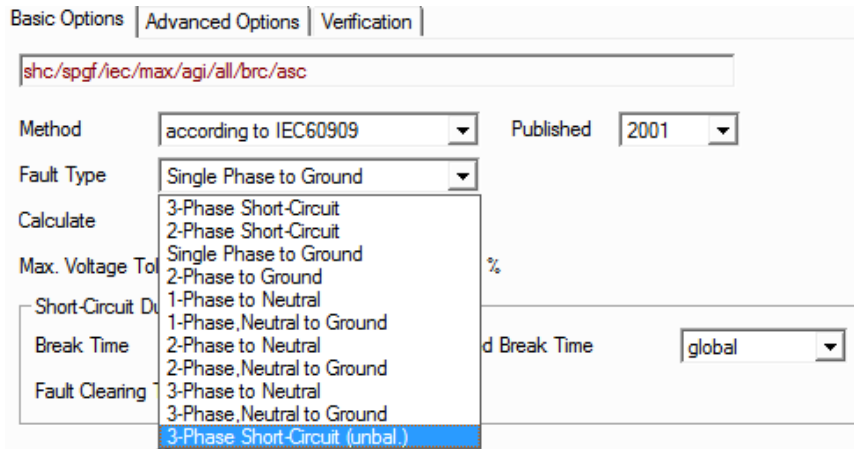 Basic Options Advanced Options Verification
shc/spgf/iec/max/agi/all/brc/asc
Method according to IEC60909 Published 2001
Fault Type Single Phase to Ground
3-Phase Short-Circuit
Calculate
2-Phase Short-Circuit
Single Phase to Ground
Max. Voltage Tol %
2-Phase to Ground
1-Phase to Neutral
Short-Circuit Du
1-Phase,Neutral to Ground
Break Time 2-Phase to Neutral d Break Time global
2-Phase,Neutral to Ground
Fault Clearing T 3-Phase to Neutral
3-Phase,Neutral to Ground
3-Phase Short-Circuit (unbal.)